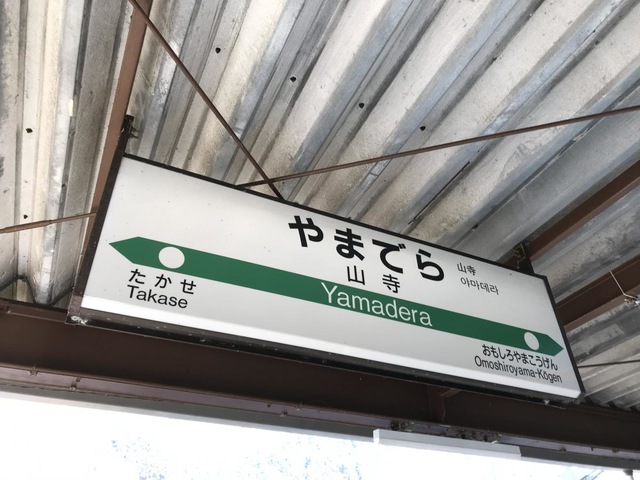 やまでら
山寺
山寺
야마데라
Yamadera
たかせ
Takase
おもしろやまこうげん
Omoshiroyama-Kōgen